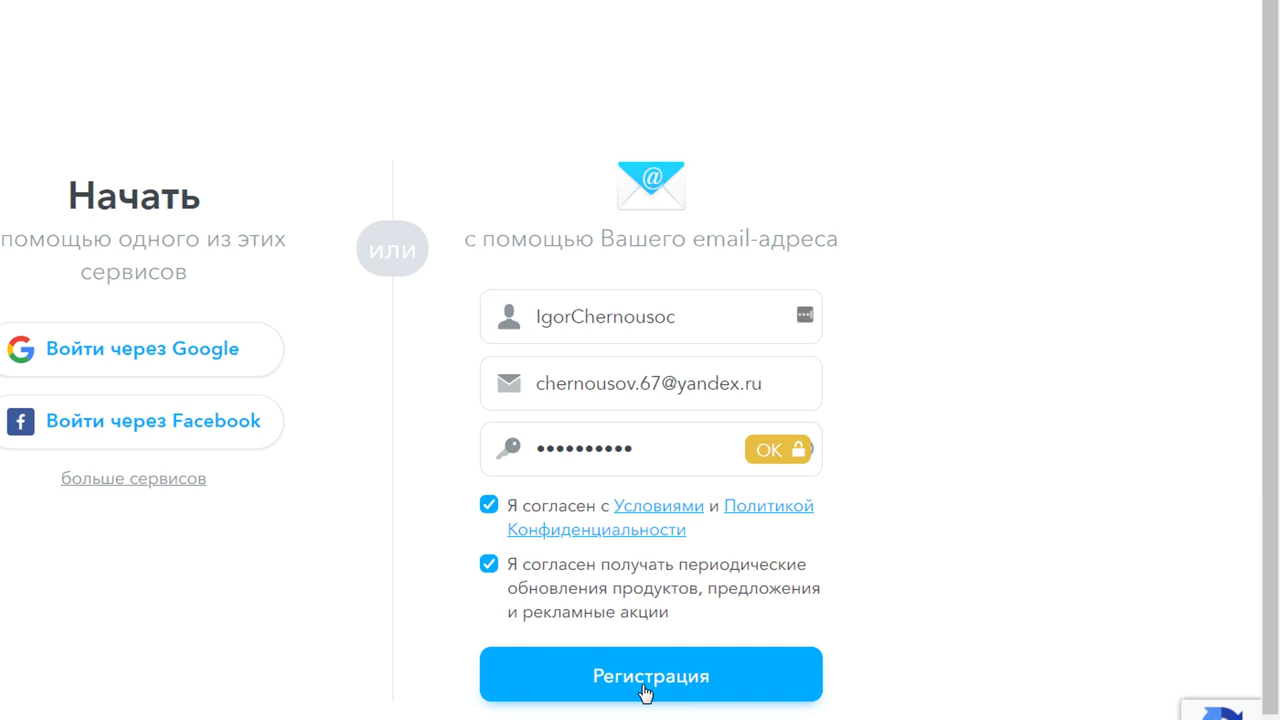 Начать
помощью одного из этих
сервисов
Войти через Google
Войти через Facebook
больше сервисов
или
@
с помощью Вашего email-адреса
IgorChernousoc
chernousov.67@yandex.ru
••••••••••
OK
Я согласен с Условиями и Политикой
Конфиденциальности
Я согласен получать периодические
обновления продуктов, предложения
и рекламные акции
Регистрация